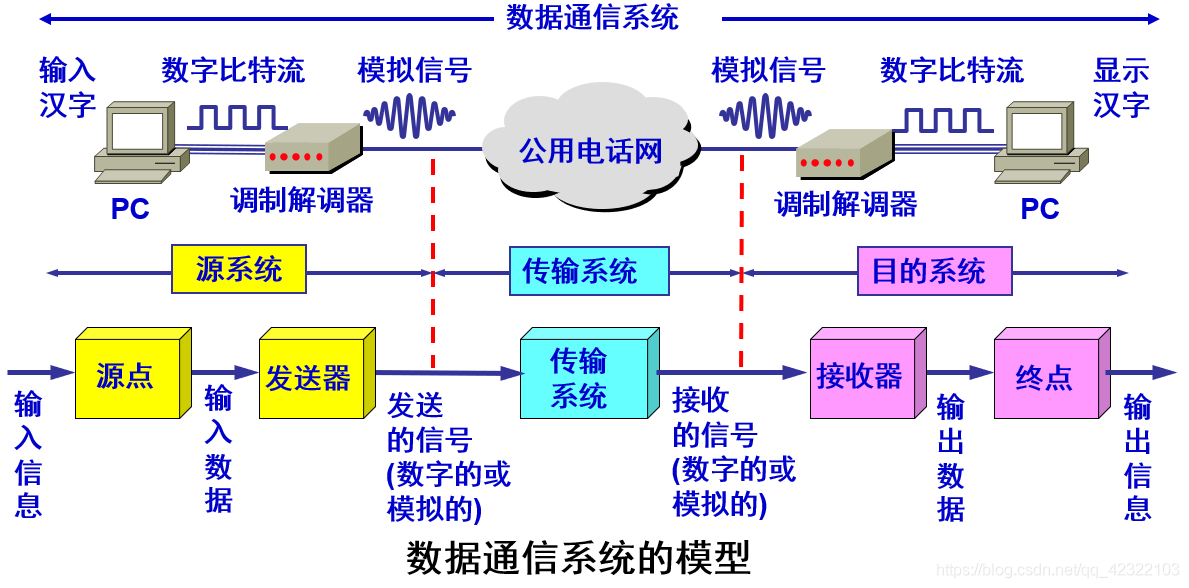 数据通信系统
输入
汉字
数字比特流
模拟信号
模拟信号
数字比特流
显示
汉字
公用电话网
PC
调制解调器
调制解调器
PC
源系统
传输系统
目的系统
源点
发送器
传输
系统
接收器
终点
输入信息
输入数据
发送
的信号
(数字的或
模拟的)
接收
的信号
(数字的或
模拟的)
输出数据
输出信息
数据通信系统的模型
https://blog.csdn.net/qq_42322103